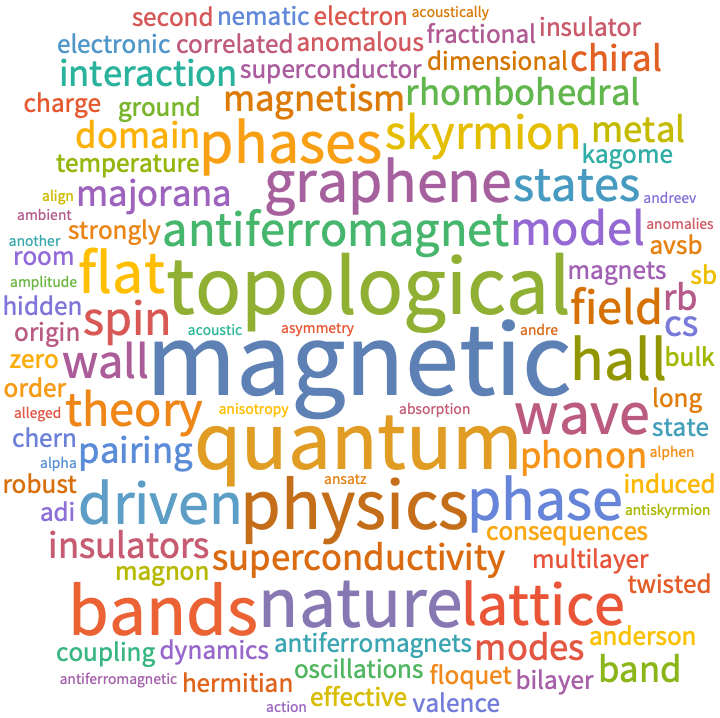 second nematic electron acoustically
electronic correlated anomalous fractional insulator
interaction superconductor dimensional chiral
charge ground magnetism rhombohedral
domain phases skyrmion metal
temperature kagome
align majorana graphene states andreev
ambient strongly antiferromagnet model anomalies
another room flat topological magnets avsb
amplitude sb
hidden spin field rb
origin acoustic asymmetry andre cs
zero wall magnetic hall bulk
order theory anisotropy absorption wave long
alleged state
chern pairing quantum phonon alphen
alpha
robust driven ansatz physics phase induced
adi antiskyrmion
insulators consequences
magnon superconductivity multilayer
bands nature lattice twisted
coupling dynamics antiferromagnets modes anderson
antiferromagnetic hermitian oscillations floquet bilayer band
action effective valence